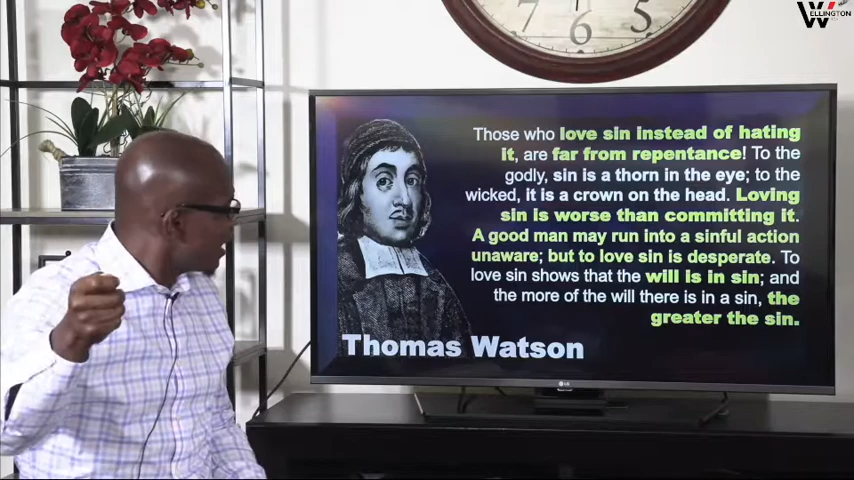 WELLINGTON
7 6 5
Those who love sin instead of hating
it, are far from repentance! To the
godly, sin is a thorn in the eye; to the
wicked, it is a crown on the head. Loving
sin is worse than committing it.
A good man may run into a sinful action
unaware; but to love sin is desperate. To
love sin shows that the will is in sin; and
the more of the will there is in a sin, the
greater the sin.
Thomas Watson
LG